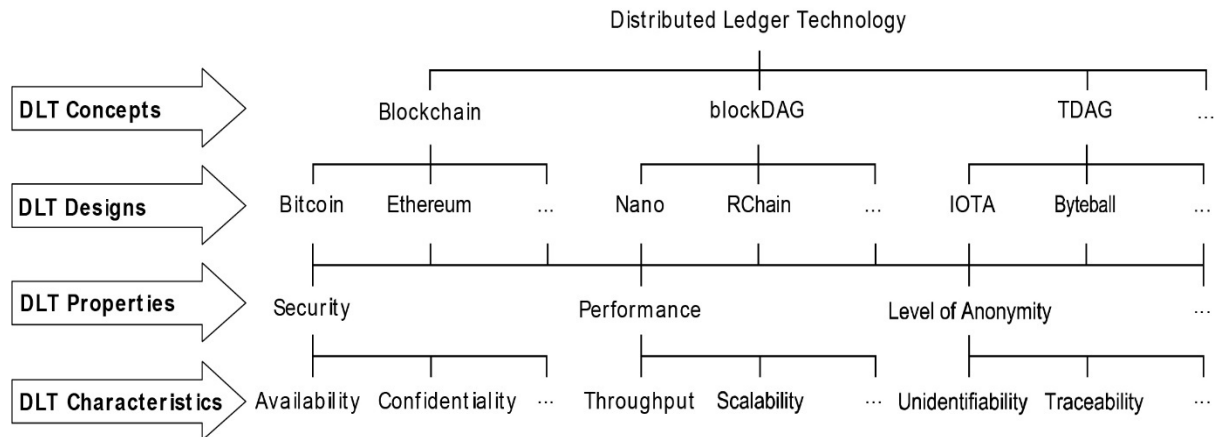 Distributed Ledger Technology
DLT Concepts Blockchain blockDAG TDAG ...
DLT Designs Bitcoin Ethereum ... Nano RChain ... IOTA Byteball ...
DLT Properties Security Performance Level of Anonymity ...
DLT Characteristics Availability Confidentiality ... Throughput Scalability ... Unidentifiability Traceability ...